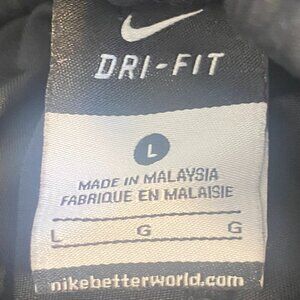 DRI-FIT
L
MADE IN MALAYSIA
FABRIQUE EN MALAISIE
L G G
nikebetterworld.com